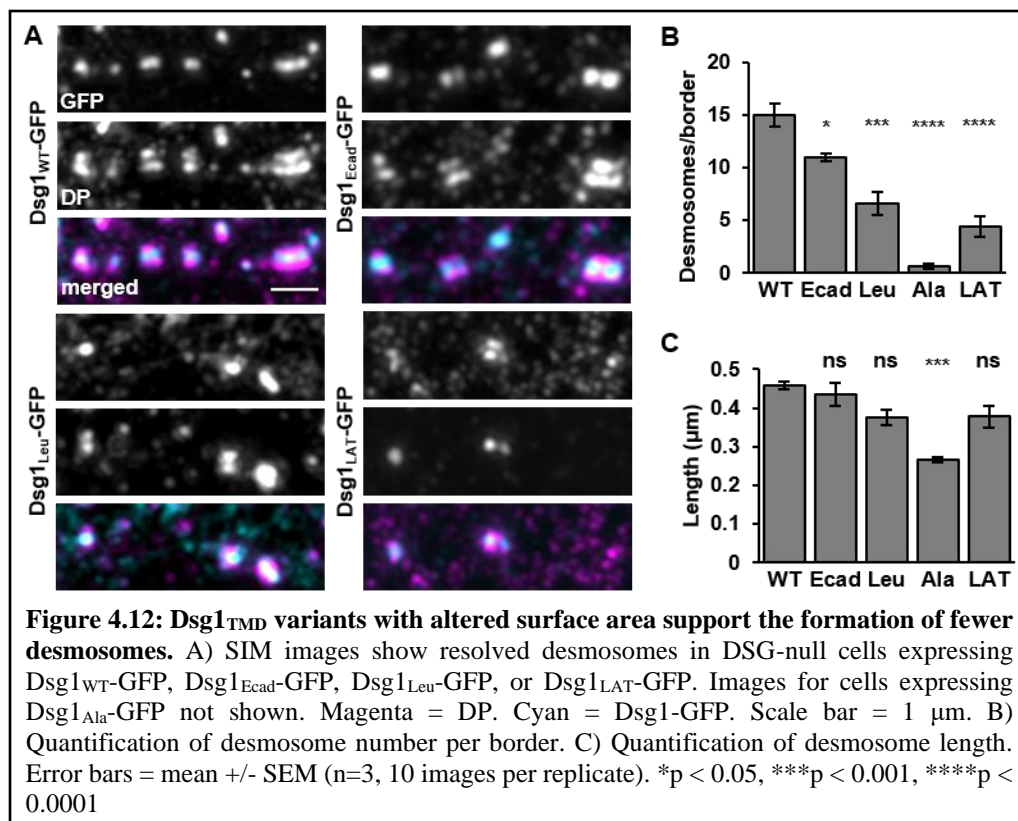 A
GFP
DP
merged
Dsg1WT-GFP
Dsg1Ecad-GFP
Dsg1Leu-GFP
Dsg1LAT-GFP
B
Desmosomes/border
20
15
10
5
0
* *** **** ****
WT Ecad Leu Ala LAT
C
Length (μm)
0.5
0.4
0.3
0.2
0.1
0
ns ns *** ns
WT Ecad Leu Ala LAT
Figure 4.12: Dsg1TMD variants with altered surface area support the formation of fewer
desmosomes. A) SIM images show resolved desmosomes in DSG-null cells expressing
Dsg1WT-GFP, Dsg1Ecad-GFP, Dsg1Leu-GFP, or Dsg1LAT-GFP. Images for cells expressing
Dsg1Ala-GFP not shown. Magenta = DP. Cyan = Dsg1-GFP. Scale bar = 1 μm. B)
Quantification of desmosome number per border. C) Quantification of desmosome length.
Error bars = mean +/- SEM (n=3, 10 images per replicate). *p < 0.05, ***p < 0.001, ****p <
0.0001